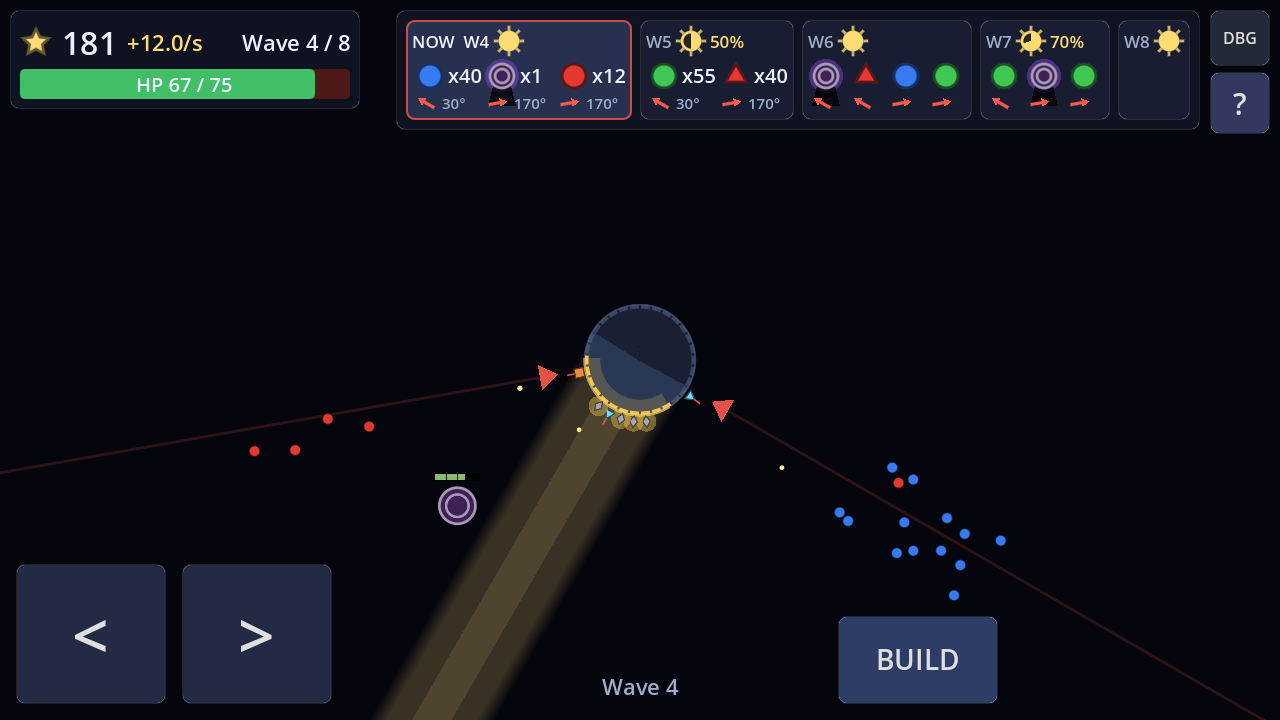 181 +12.0/s Wave 4 / 8
HP 67 / 75
NOW W4
x40 x1 x12
30° 170° 170°
W5 50%
x55 x40
30° 170°
W6
W7 70%
W8
DBG
?
< >
BUILD
Wave 4